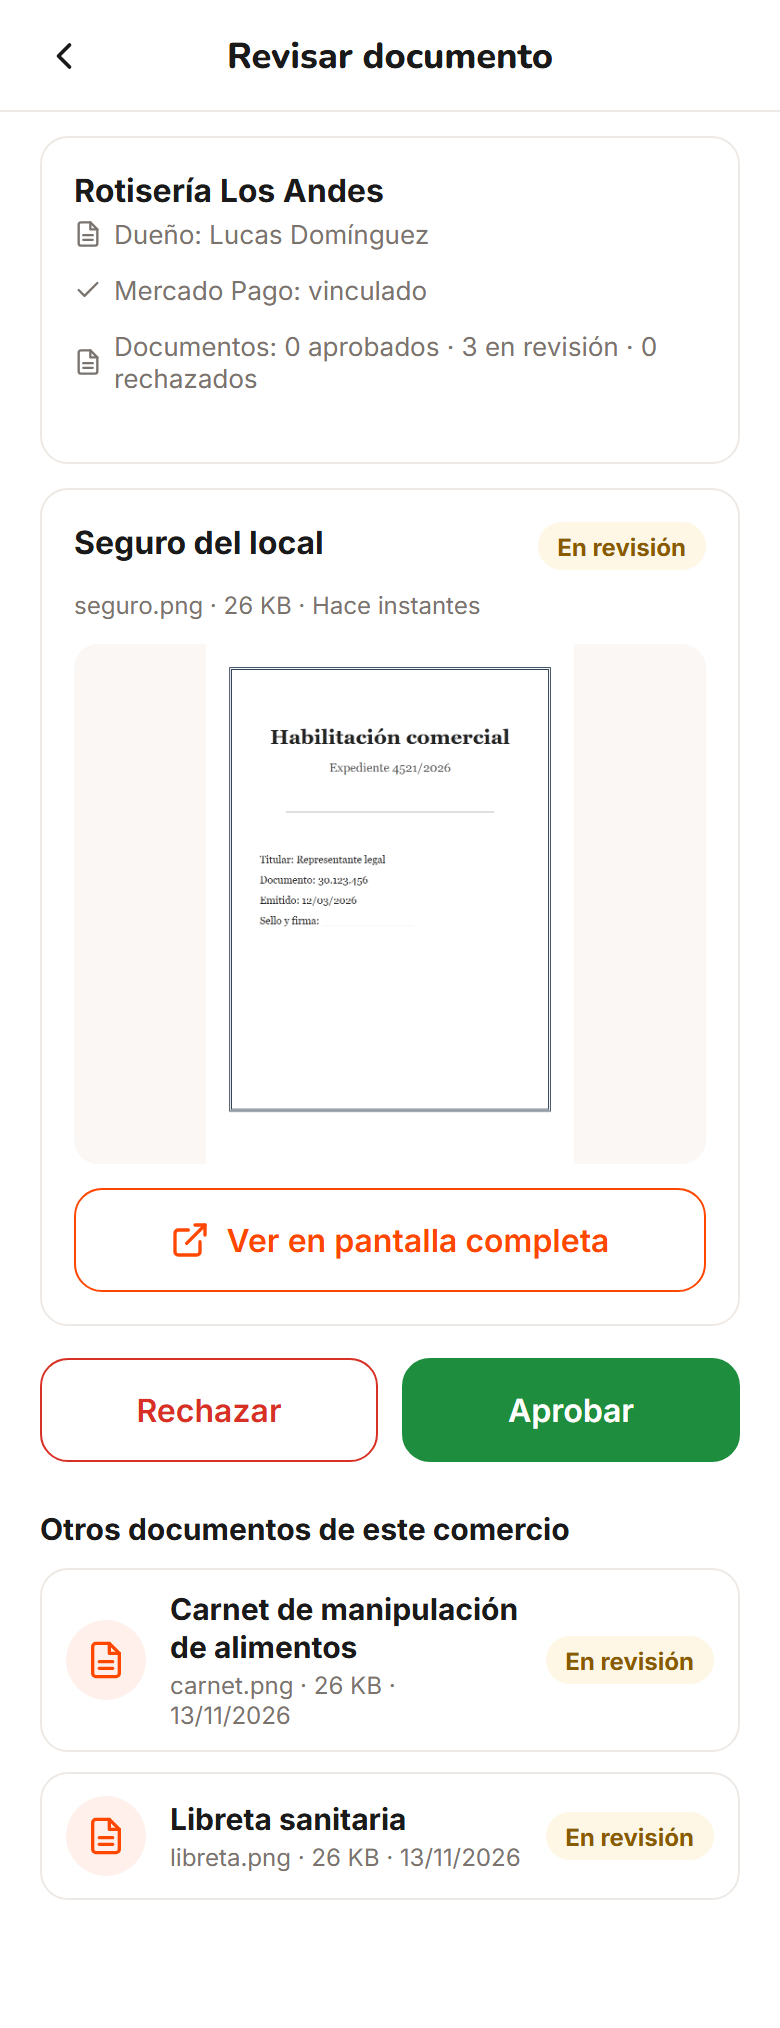 Revisar documento
Rotisería Los Andes
Dueño: Lucas Domínguez
Mercado Pago: vinculado
Documentos: 0 aprobados · 3 en revisión · 0
rechazados
Seguro del local
En revisión
seguro.png · 26 KB · Hace instantes
Habilitación comercial
Expediente 4521/2026
Titular: Representante legal
Documento: 30.123.456
Emitido: 12/03/2026
Sello y firma:
Ver en pantalla completa
Rechazar
Aprobar
Otros documentos de este comercio
Carnet de manipulación
de alimentos
En revisión
carnet.png · 26 KB ·
13/11/2026
Libreta sanitaria
En revisión
libreta.png · 26 KB · 13/11/2026